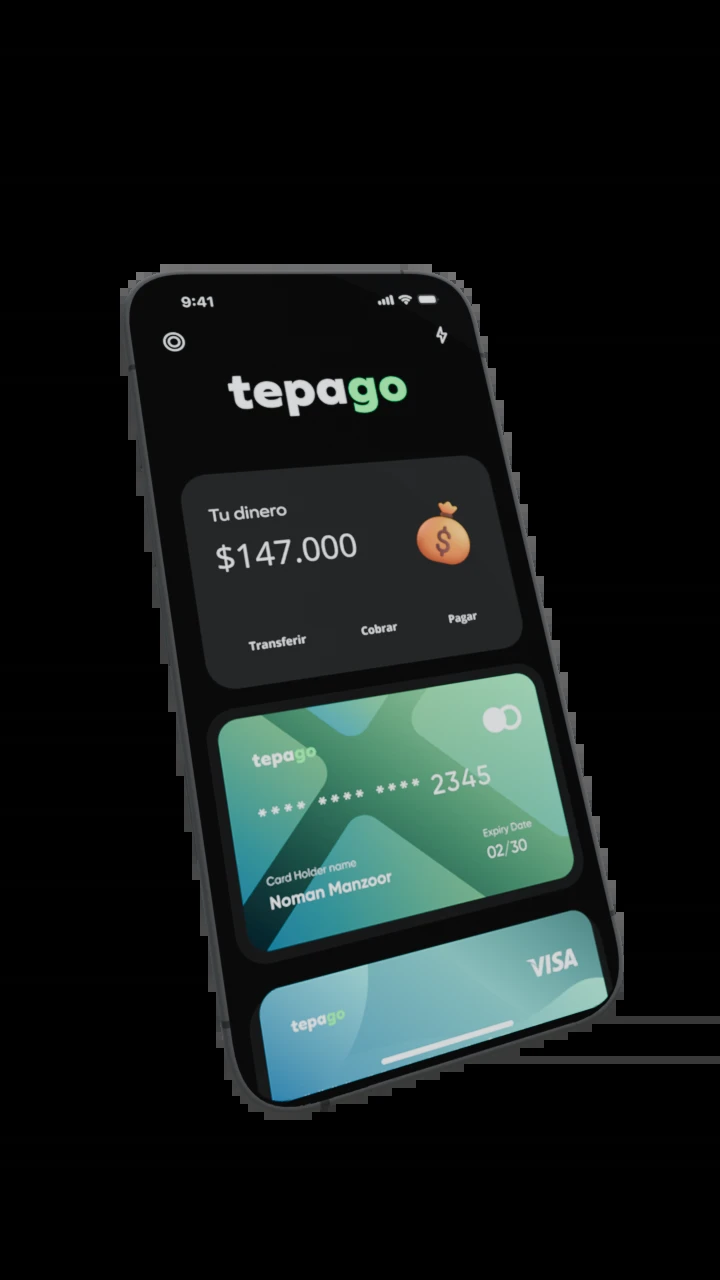 9:41
tepago
Tu dinero
$147.000
Transferir Cobrar Pagar
tepago
**** **** **** 2345
Expiry Date
02/30
Card Holder name
Noman Manzoor
VISA
tepago